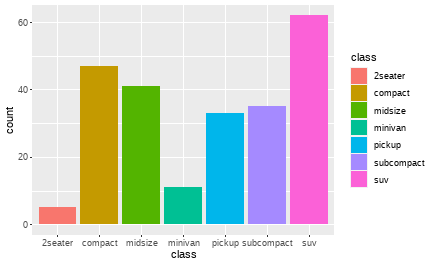 60
40
20
0
count
2seater compact midsize minivan pickup subcompact suv
class
class
2seater
compact
midsize
minivan
pickup
subcompact
suv